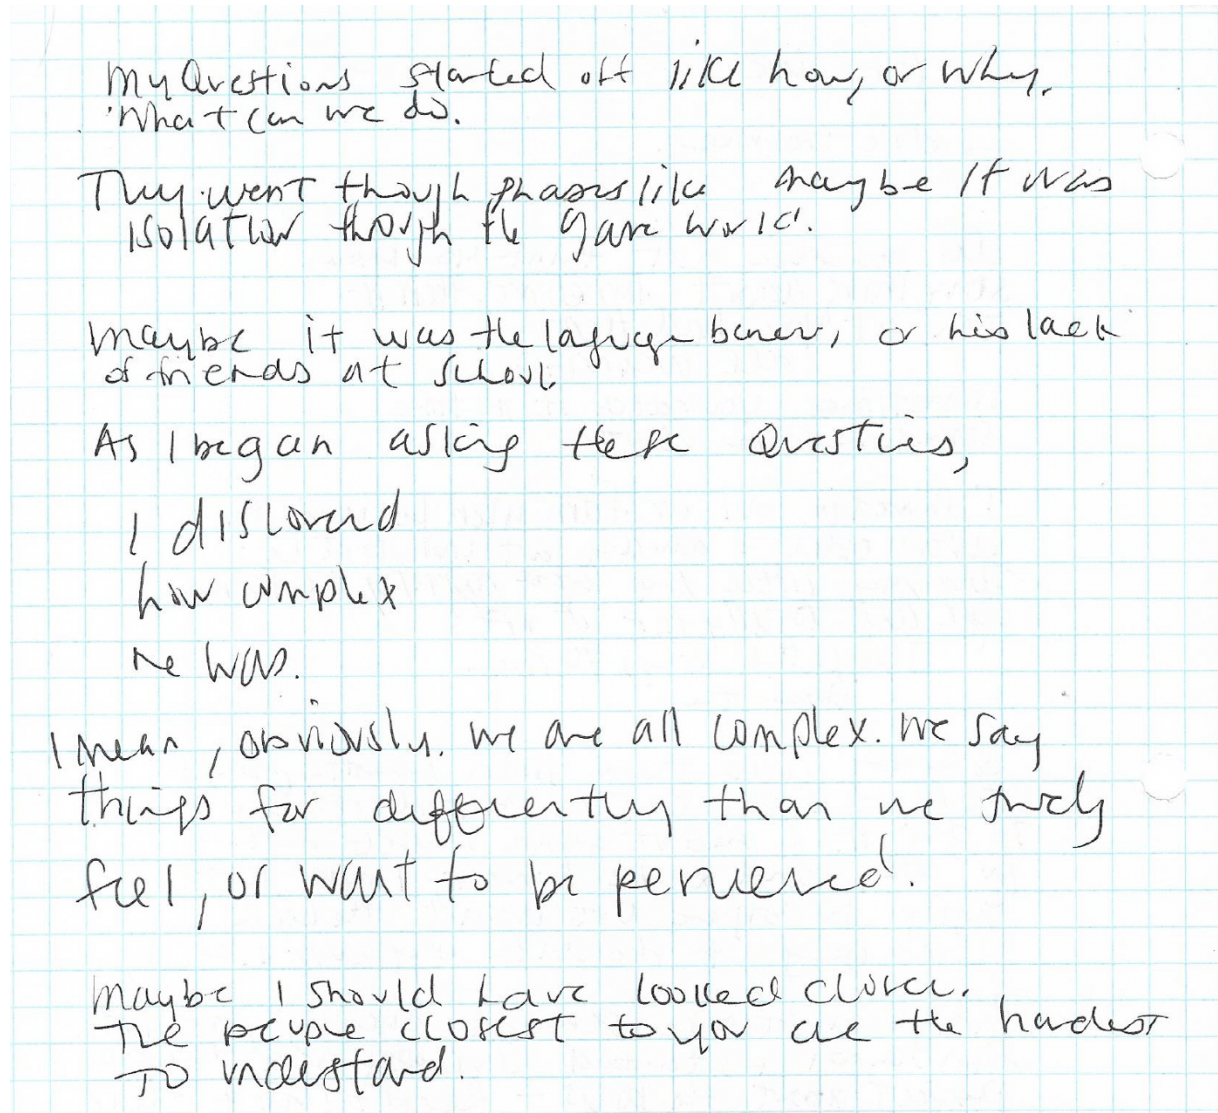 My Questions started off like how, or why.
What can we do.
They went though phases like maybe it was
isolation though the game world.
maybe it was the laguage barrier, or his lack
of friends at school.
As I began asking these Questions,
I discovered
how complex
he was.
I mean, obviously. we are all complex. we say
things far differently than we truely
feel, or want to be percieved.
maybe I should have looked closer.
The people closest to you are the hardest
To understand.